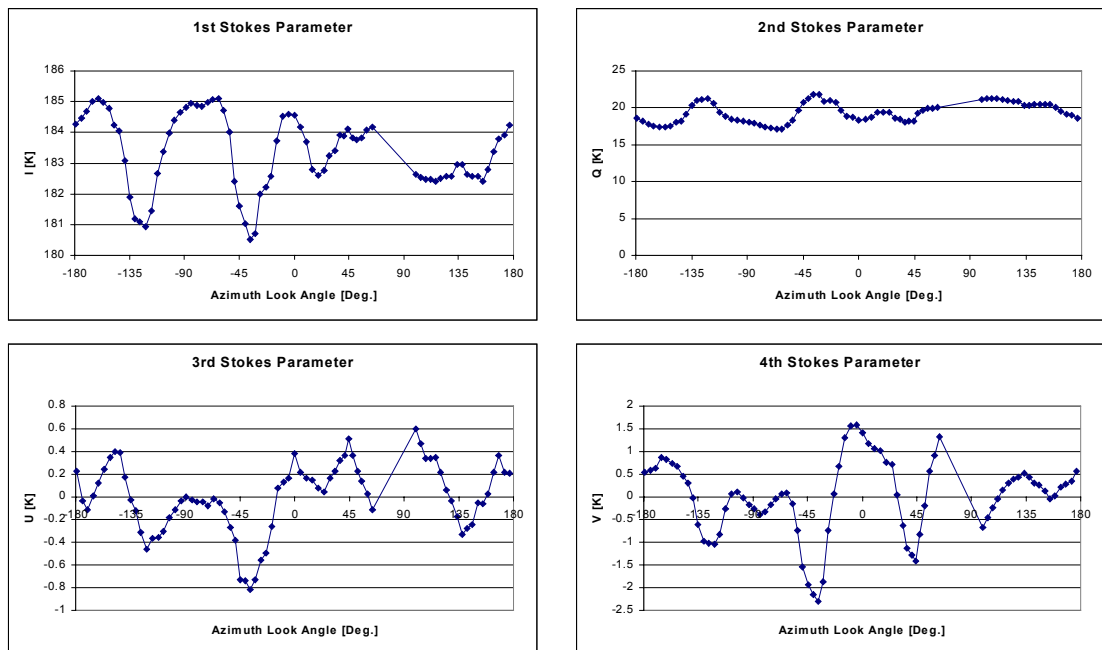 1st Stokes Parameter
186
185
184
183
182
181
180
I [K]
-180 -135 -90 -45 0 45 90 135 180
Azimuth Look Angle [Deg.]
2nd Stokes Parameter
25
20
15
10
5
0
Q [K]
-180 -135 -90 -45 0 45 90 135 180
Azimuth Look Angle [Deg.]
3rd Stokes Parameter
0.8
0.6
0.4
0.2
0
-0.2
-0.4
-0.6
-0.8
-1
U [K]
-180 -135 -90 -45 0 45 90 135 180
Azimuth Look Angle [Deg.]
4th Stokes Parameter
2
1.5
1
0.5
0
-0.5
-1
-1.5
-2
-2.5
V [K]
-180 -135 -90 -45 0 45 90 135 180
Azimuth Look Angle [Deg.]